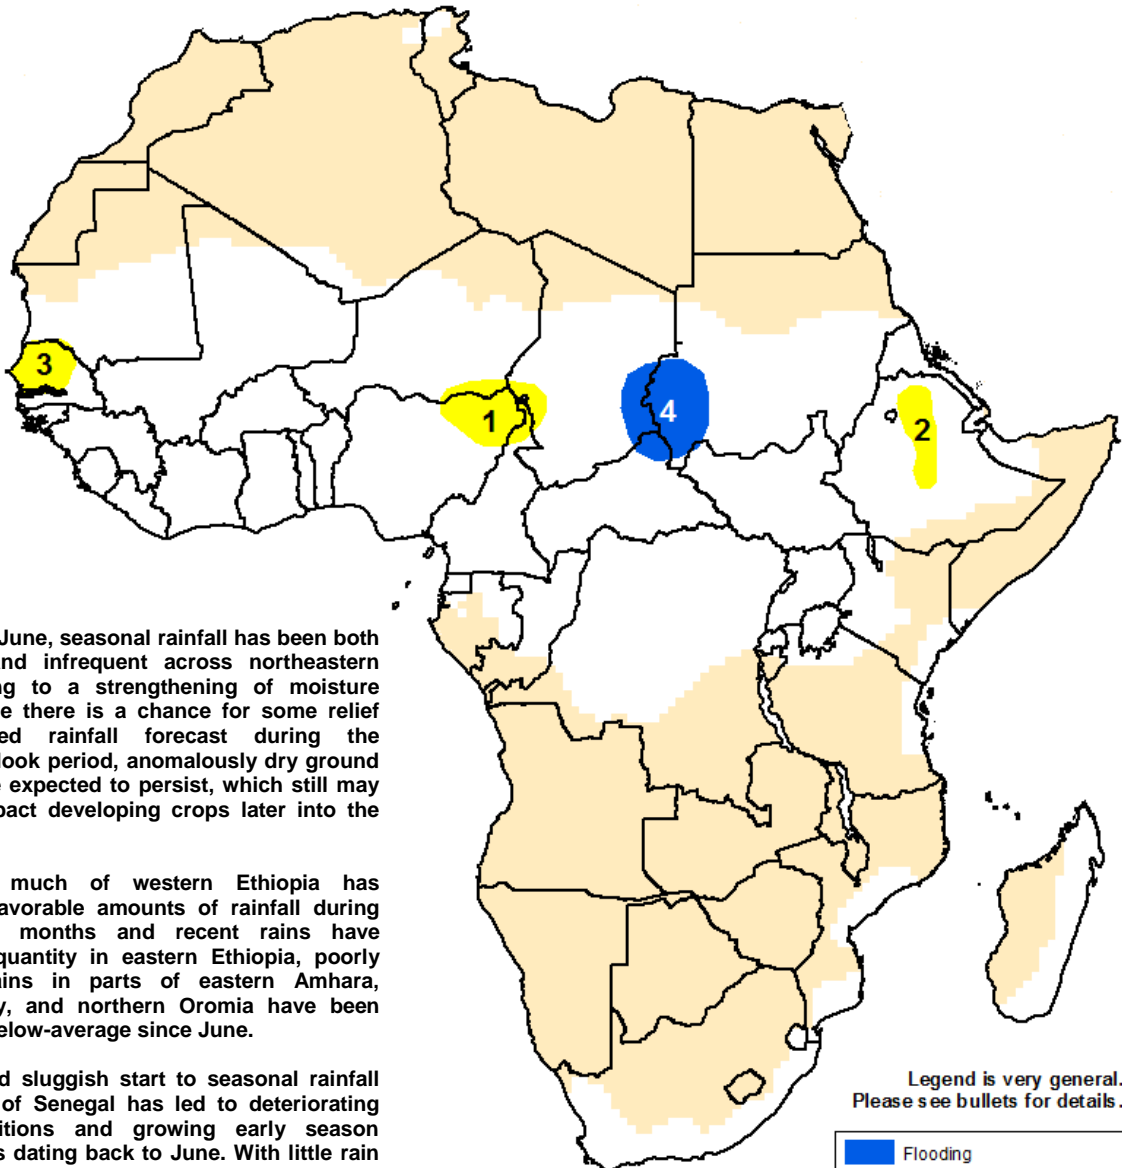 3
1
4
2
June, seasonal rainfall has been both
nd infrequent across northeastern
ng to a strengthening of moisture
e there is a chance for some relief
ed rainfall forecast during the
look period, anomalously dry ground
e expected to persist, which still may
pact developing crops later into the
much of western Ethiopia has
avorable amounts of rainfall during
months and recent rains have
quantity in eastern Ethiopia, poorly
ains in parts of eastern Amhara,
y, and northern Oromia have been
elow-average since June.
d sluggish start to seasonal rainfall
of Senegal has led to deteriorating
itions and growing early season
s dating back to June. With little rain
Legend is very general.
Please see bullets for details.
Flooding